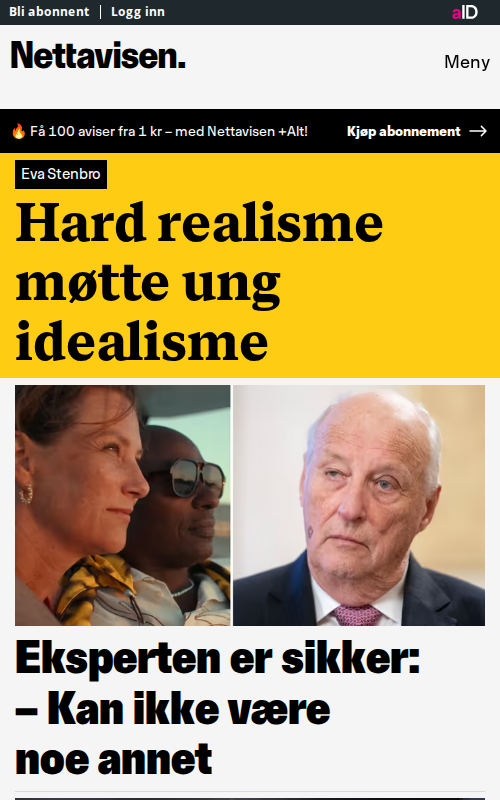 Bli abonnent | Logg inn
aID
Nettavisen.
Meny
🔥 Få 100 aviser fra 1 kr – med Nettavisen +Alt!
Kjøp abonnement →
Eva Stenbro
Hard realisme
møtte ung
idealisme
Eksperten er sikker:
– Kan ikke være
noe annet